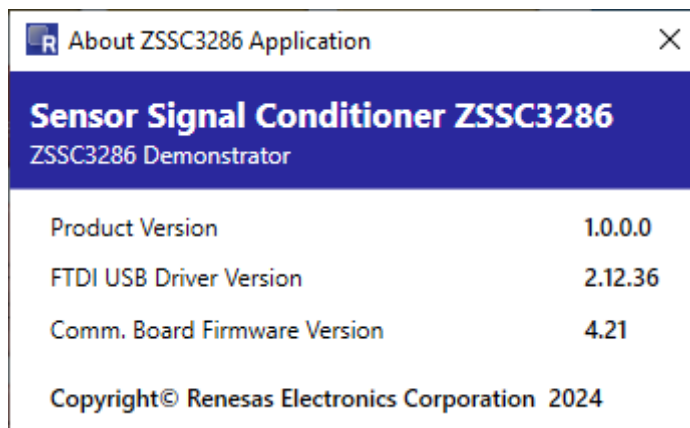 About ZSSC3286 Application
Sensor Signal Conditioner ZSSC3286
ZSSC3286 Demonstrator
Product Version 1.0.0.0
FTDI USB Driver Version 2.12.36
Comm. Board Firmware Version 4.21
Copyright© Renesas Electronics Corporation 2024